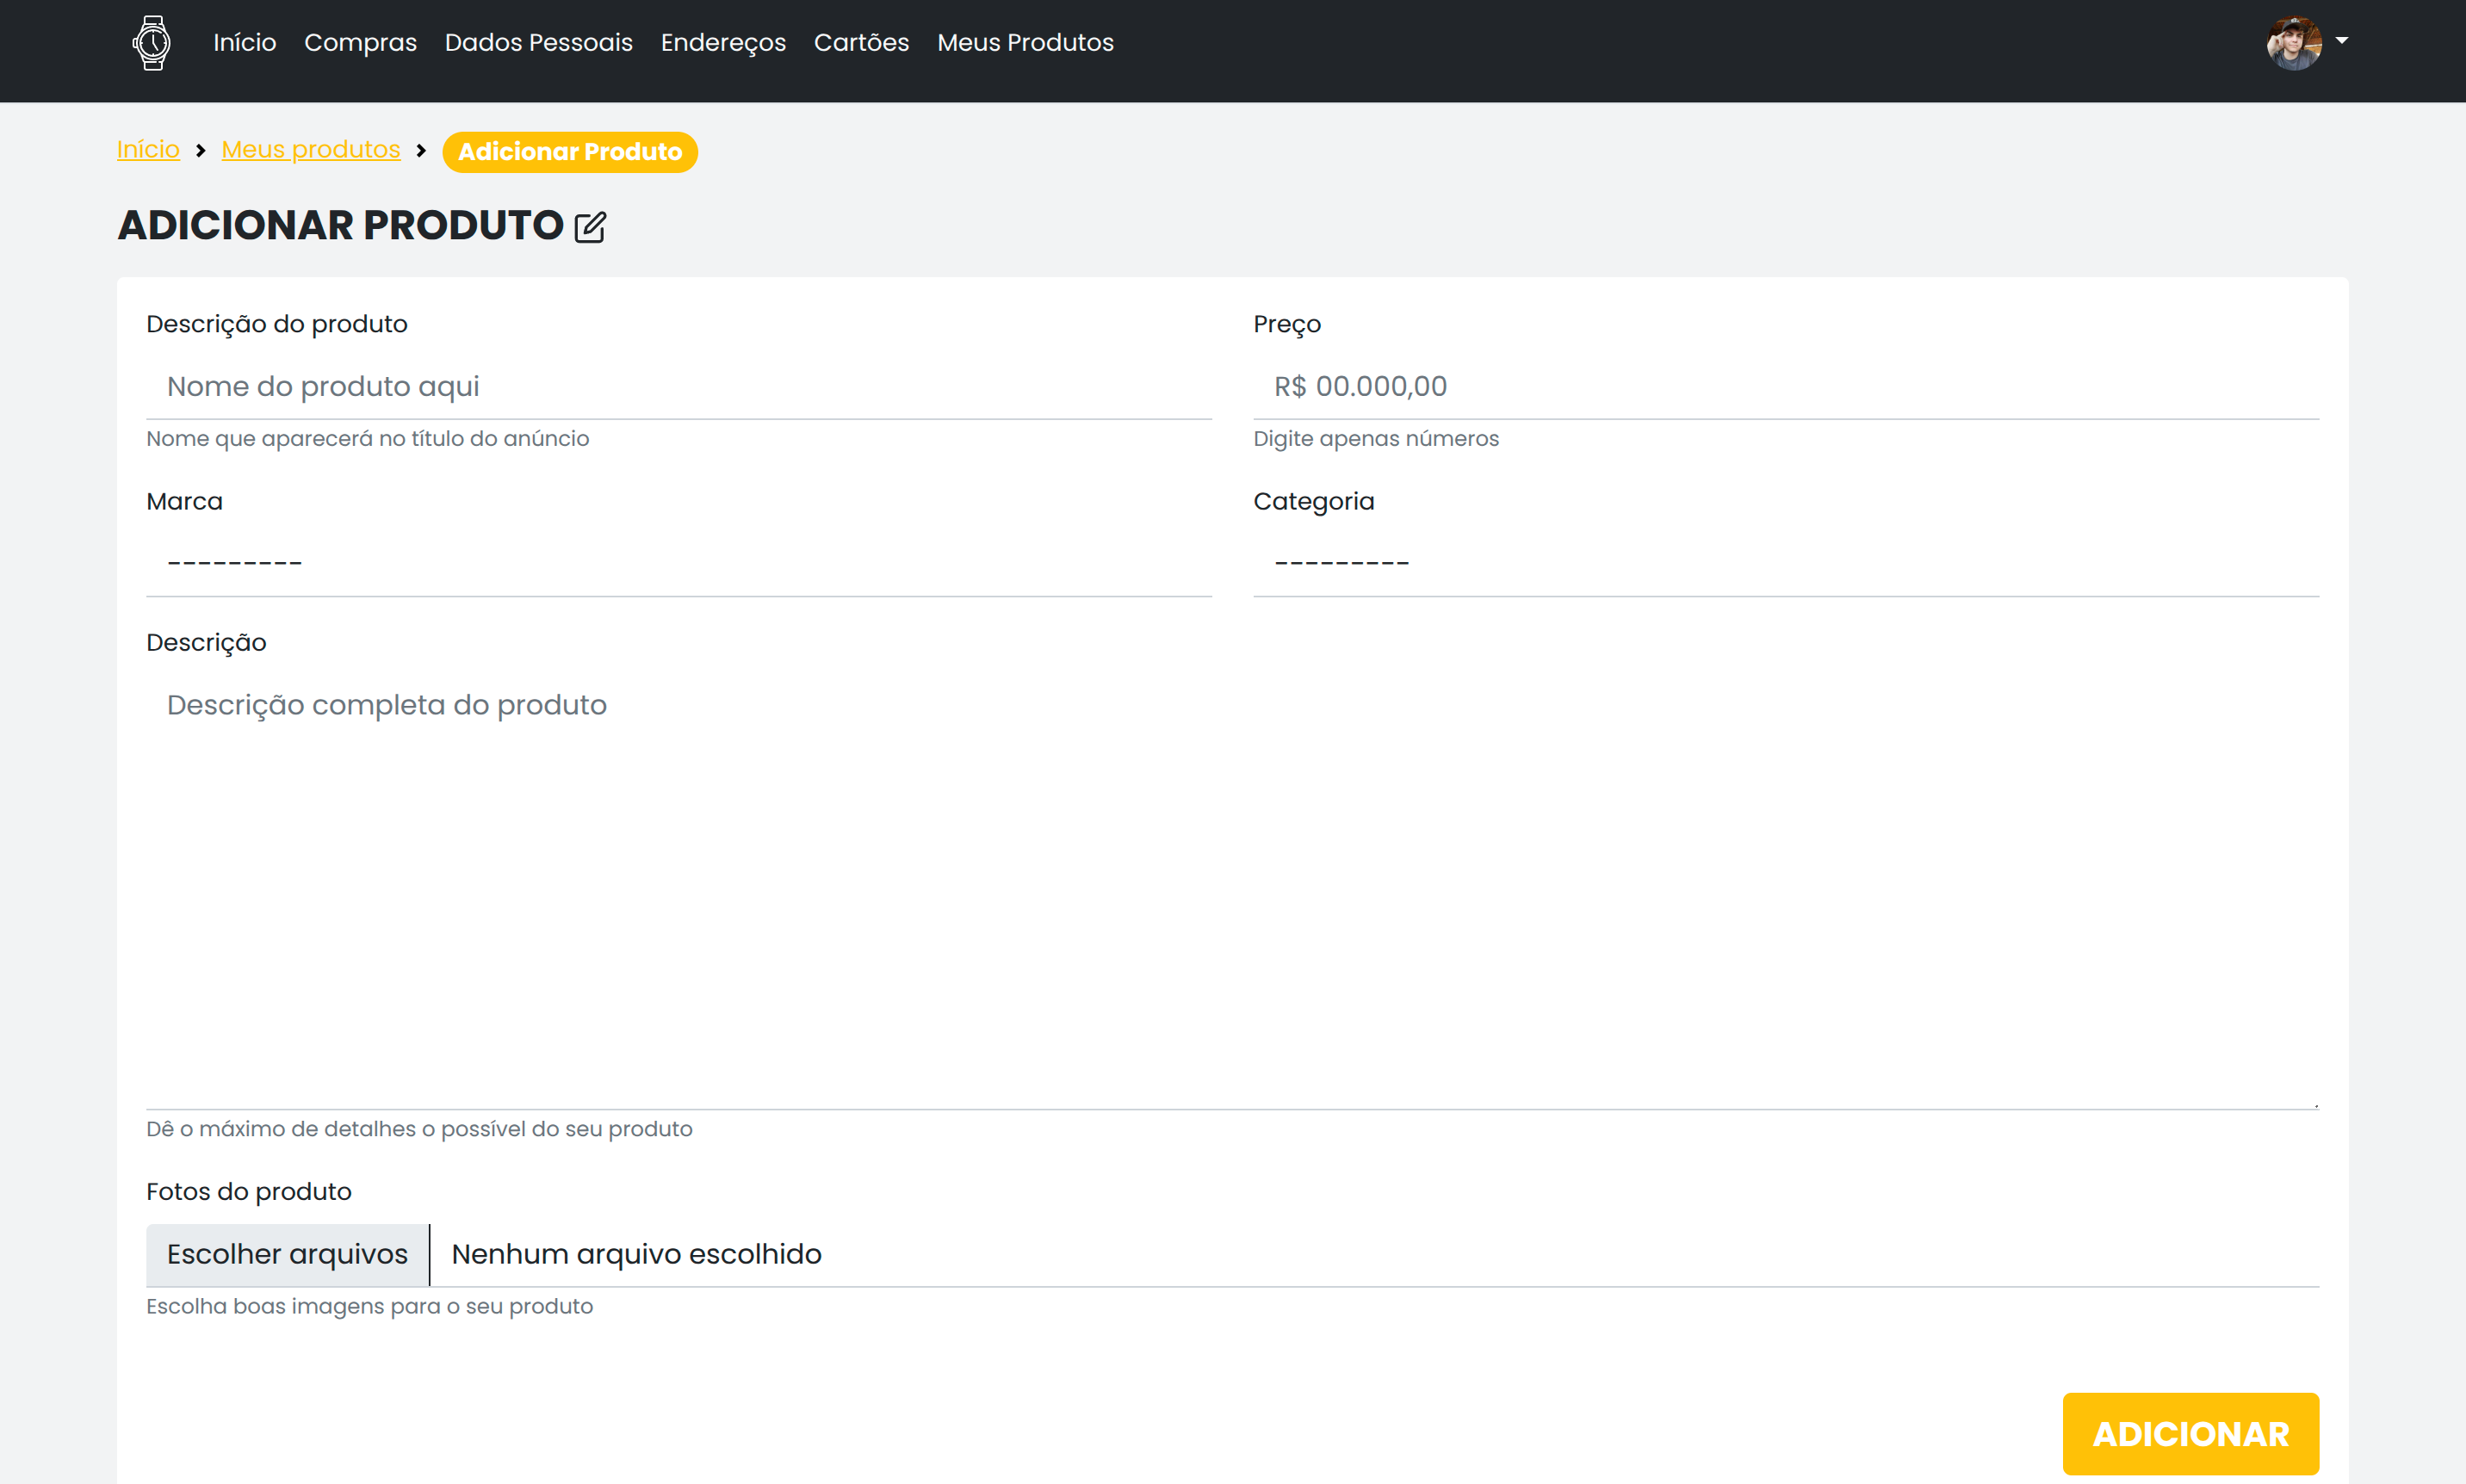 Início Compras Dados Pessoais Endereços Cartões Meus Produtos
Início > Meus produtos > Adicionar Produto
ADICIONAR PRODUTO
Descrição do produto
Nome do produto aqui
Nome que aparecerá no título do anúncio
Preço
R$ 00.000,00
Digite apenas números
Marca
---------
Categoria
---------
Descrição
Descrição completa do produto
Dê o máximo de detalhes o possível do seu produto
Fotos do produto
Escolher arquivos Nenhum arquivo escolhido
Escolha boas imagens para o seu produto
ADICIONAR